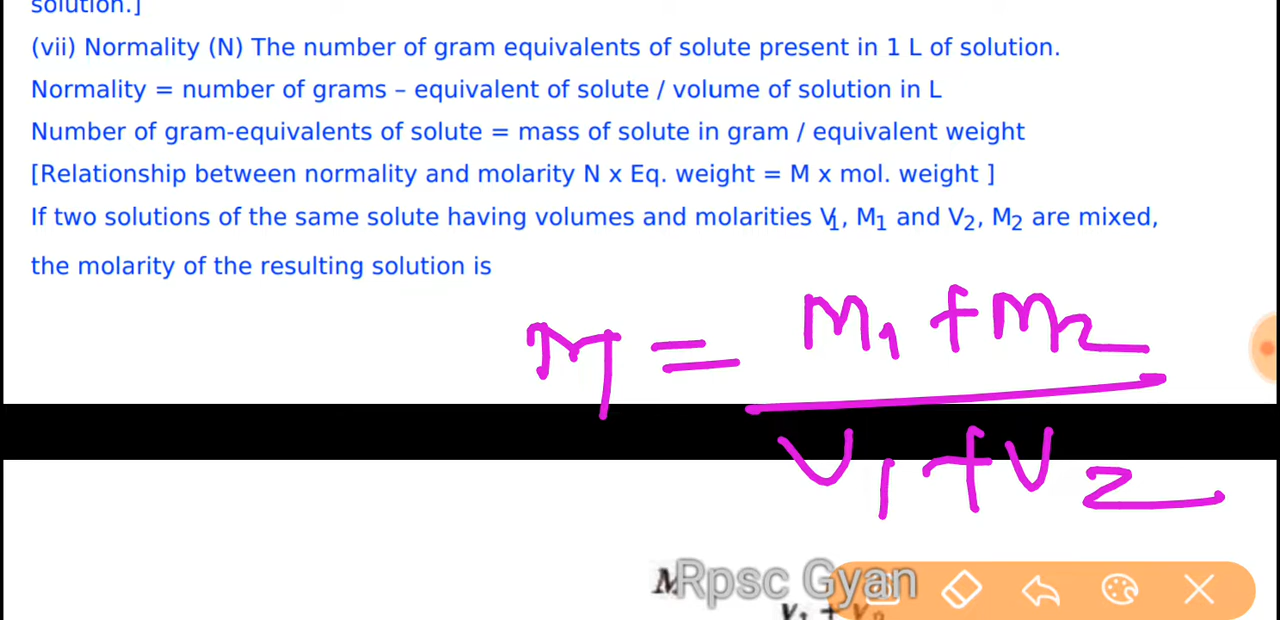 solution.]
(vii) Normality (N) The number of gram equivalents of solute present in 1 L of solution.
Normality = number of grams – equivalent of solute / volume of solution in L
Number of gram-equivalents of solute = mass of solute in gram / equivalent weight
[Relationship between normality and molarity N x Eq. weight = M x mol. weight ]
If two solutions of the same solute having volumes and molarities V₁, M₁ and V₂, M₂ are mixed,
the molarity of the resulting solution is
M = M₁ + M₂
V₁ + V₂
M
Rpsc Gyan
V₁ +